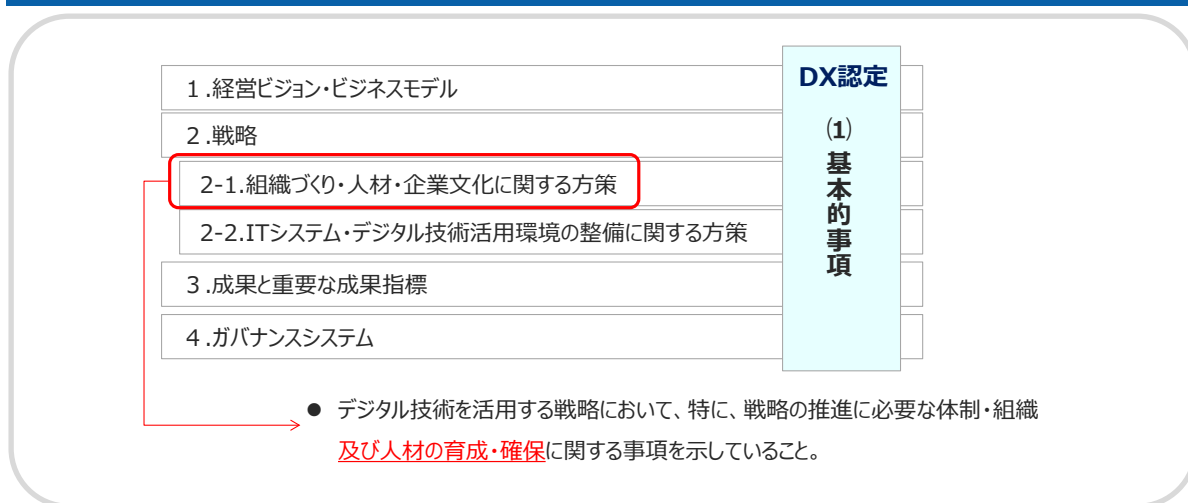 1.経営ビジョン・ビジネスモデル
2.戦略
2-1.組織づくり・人材・企業文化に関する方策
2-2.ITシステム・デジタル技術活用環境の整備に関する方策
3.成果と重要な成果指標
4.ガバナンスシステム
DX認定
(1)基本的事項
● デジタル技術を活用する戦略において、特に、戦略の推進に必要な体制・組織
及び人材の育成・確保に関する事項を示していること。